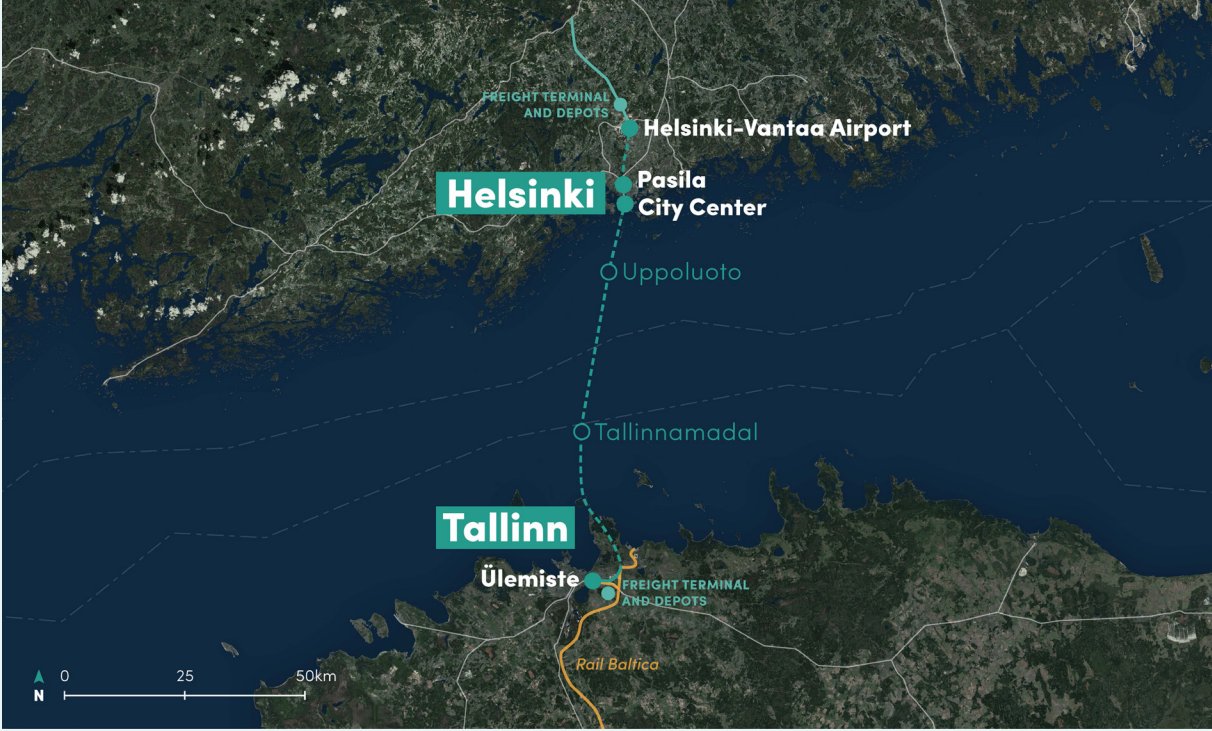 FREIGHT TERMINAL
AND DEPOTS
Helsinki-Vantaa Airport
Helsinki
Pasila
City Center
Uppoluoto
Tallinnamadal
Tallinn
Ülemiste
FREIGHT TERMINAL
AND DEPOTS
Rail Baltica
0 25 50km
N